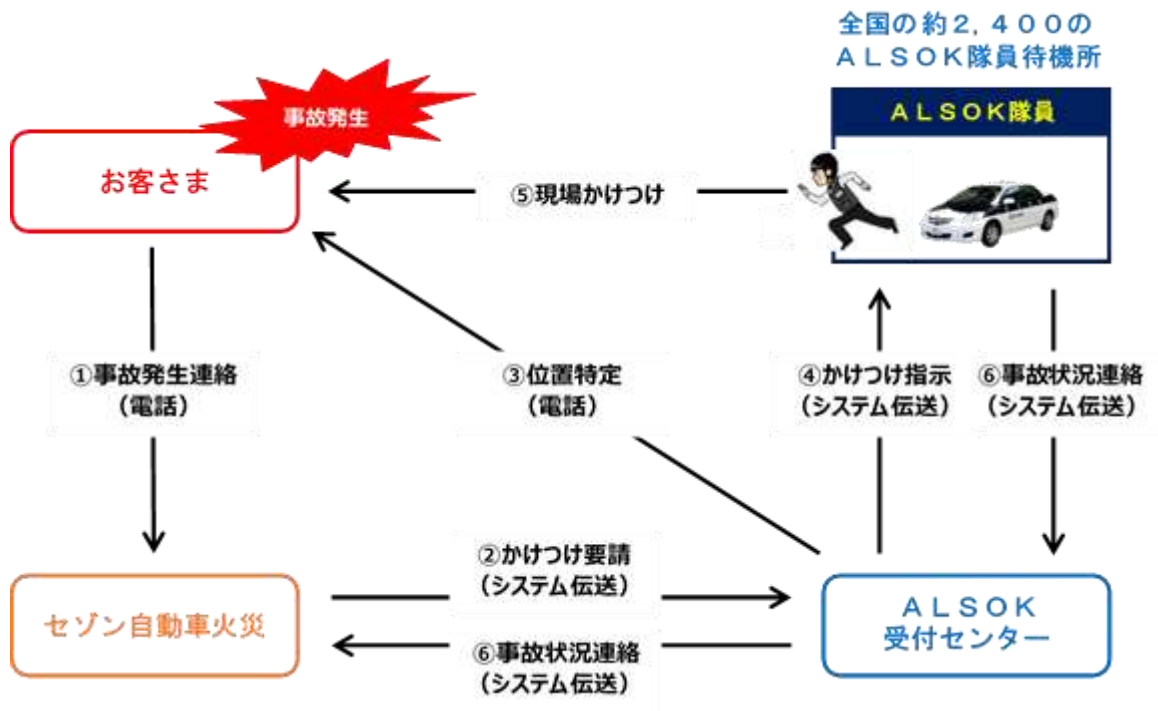 全国の約2,400の
ALSOK隊員待機所
事故発生
ALSOK隊員
お客さま
⑤現場かけつけ
①事故発生連絡
（電話）
③位置特定
（電話）
④かけつけ指示
（システム伝送）
⑥事故状況連絡
（システム伝送）
②かけつけ要請
（システム伝送）
セゾン自動車火災
ALSOK
受付センター
⑥事故状況連絡
（システム伝送）